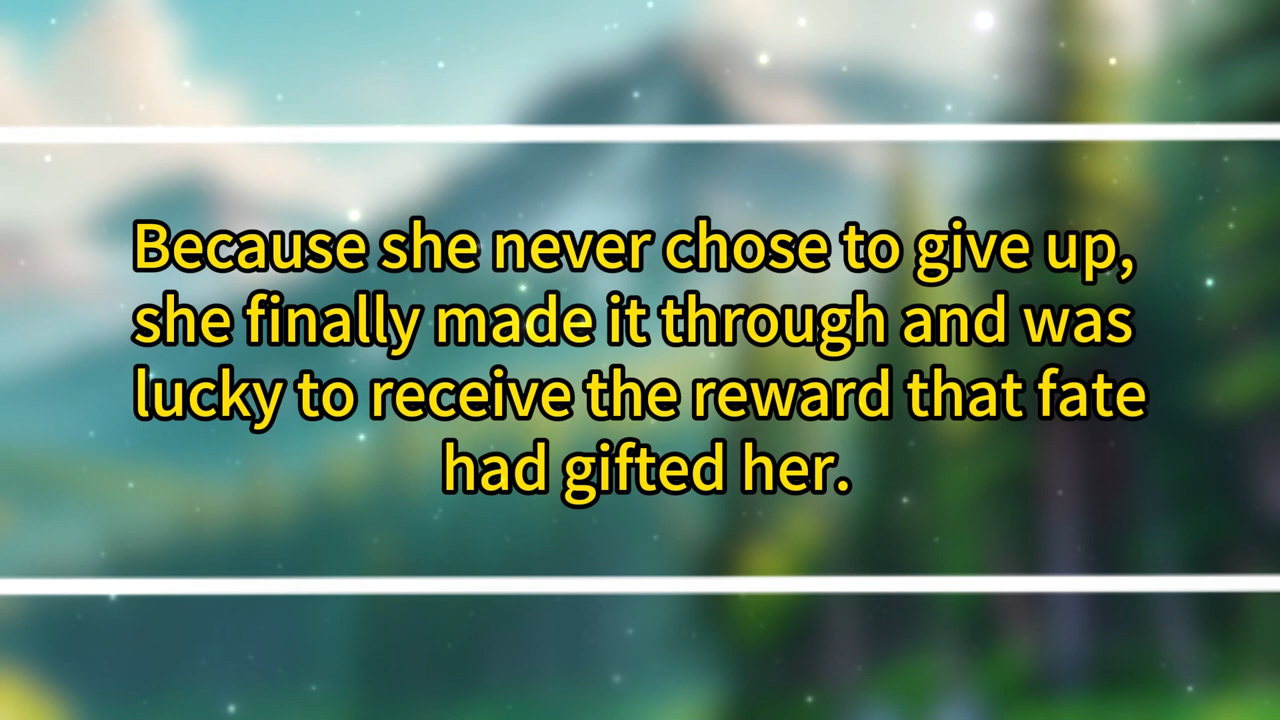 Because she never chose to give up,
she finally made it through and was
lucky to receive the reward that fate
had gifted her.